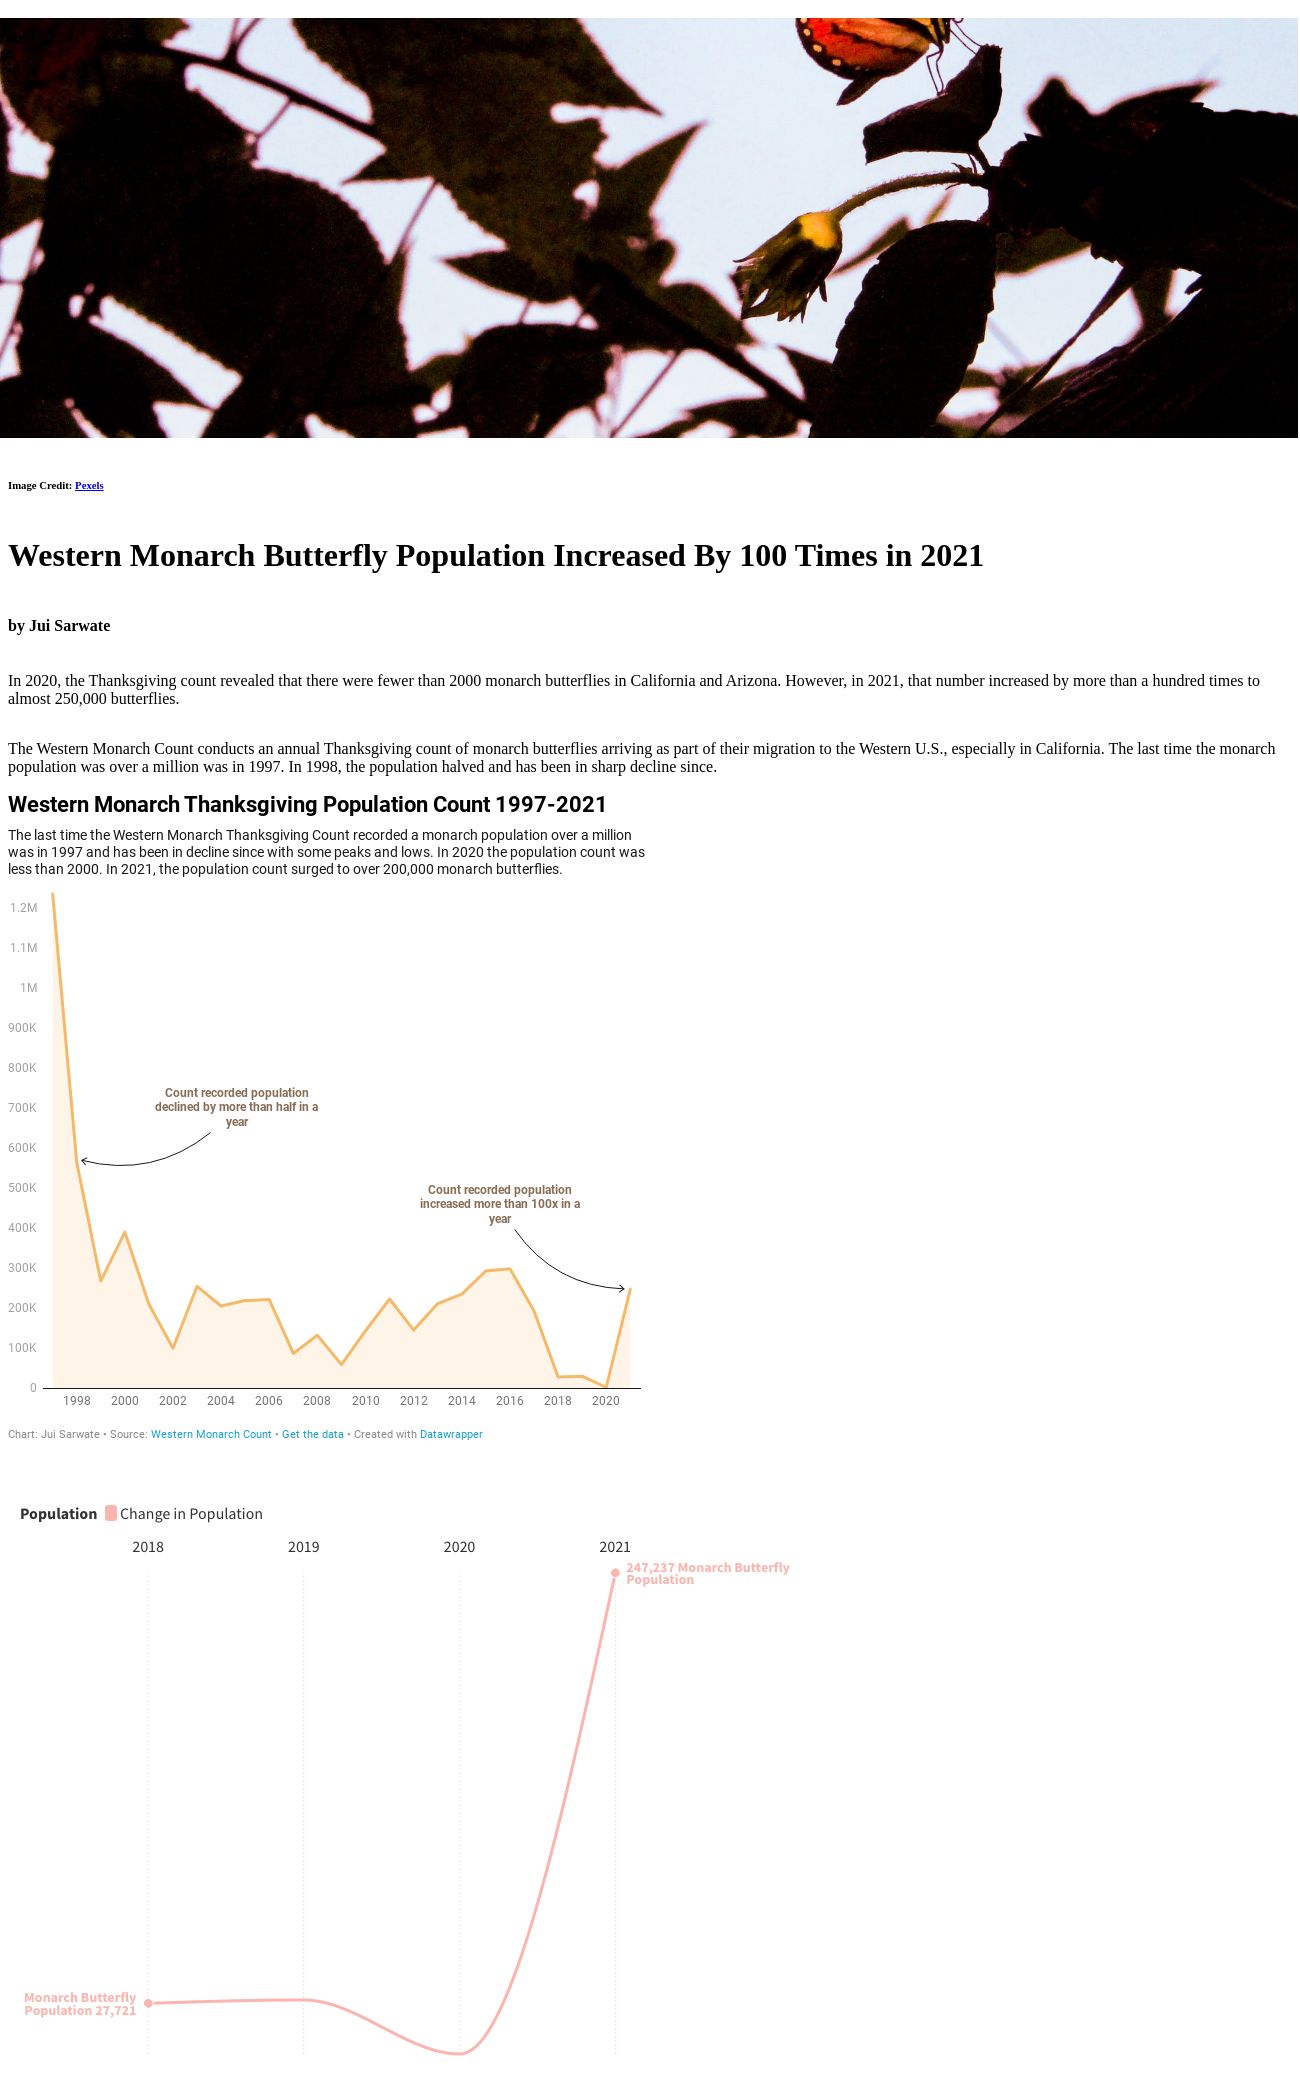 Image Credit: Pexels
Western Monarch Butterfly Population Increased By 100 Times in 2021
by Jui Sarwate
In 2020, the Thanksgiving count revealed that there were fewer than 2000 monarch butterflies in California and Arizona. However, in 2021, that number increased by more than a hundred times to
almost 250,000 butterflies.
The Western Monarch Count conducts an annual Thanksgiving count of monarch butterflies arriving as part of their migration to the Western U.S., especially in California. The last time the monarch
population was over a million was in 1997. In 1998, the population halved and has been in sharp decline since.
Western Monarch Thanksgiving Population Count 1997-2021
The last time the Western Monarch Thanksgiving Count recorded a monarch population over a million
was in 1997 and has been in decline since with some peaks and lows. In 2020 the population count was
less than 2000. In 2021, the population count surged to over 200,000 monarch butterflies.
1.2M
1.1M
1M
900K
800K
700K
600K
500K
400K
300K
200K
100K
0
Count recorded population
declined by more than half in a
year
Count recorded population
increased more than 100x in a
year
1998 2000 2002 2004 2006 2008 2010 2012 2014 2016 2018 2020
Chart: Jui Sarwate • Source: Western Monarch Count • Get the data • Created with Datawrapper
Population Change in Population
2018 2019 2020 2021
247,237 Monarch Butterfly
Population
Monarch Butterfly
Population 27,721